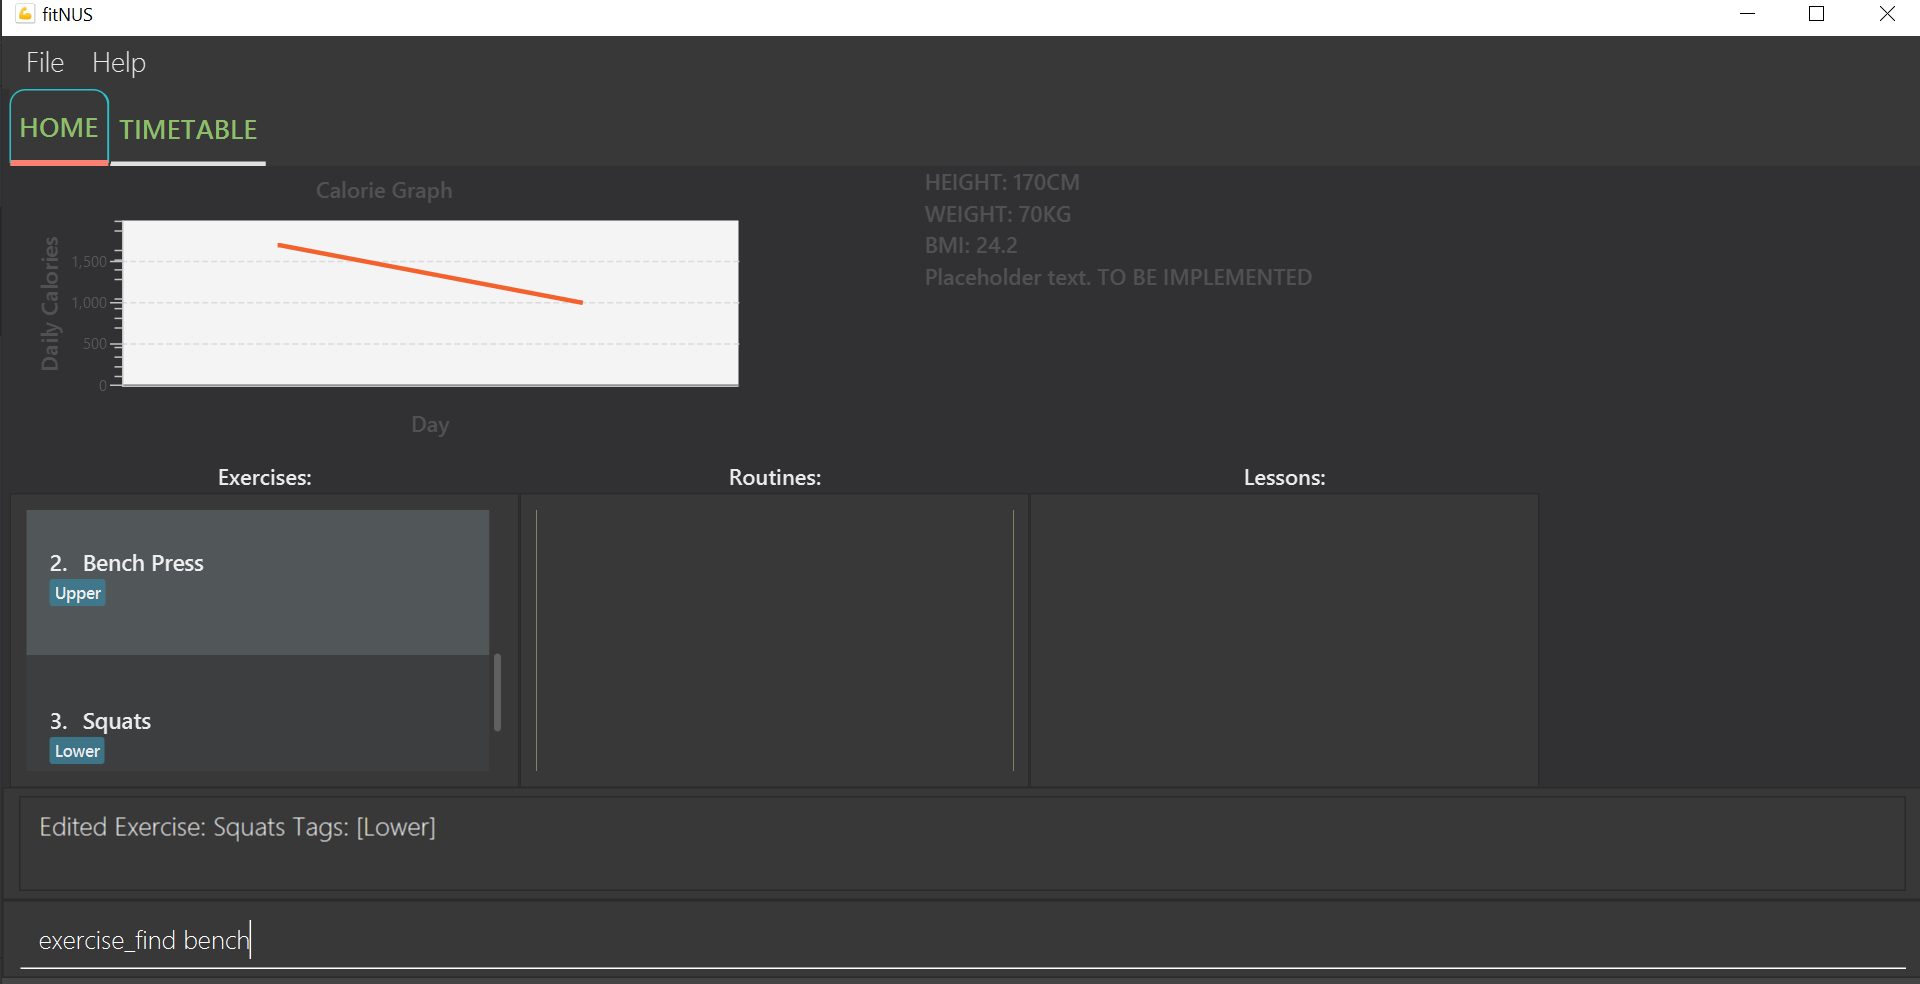 fitNUS
File Help
HOME TIMETABLE
Calorie Graph
Daily Calories
1,500
1,000
500
0
Day
HEIGHT: 170CM
WEIGHT: 70KG
BMI: 24.2
Placeholder text. TO BE IMPLEMENTED
Exercises:
2. Bench Press
Upper
3. Squats
Lower
Routines:
Lessons:
Edited Exercise: Squats Tags: [Lower]
exercise_find bench